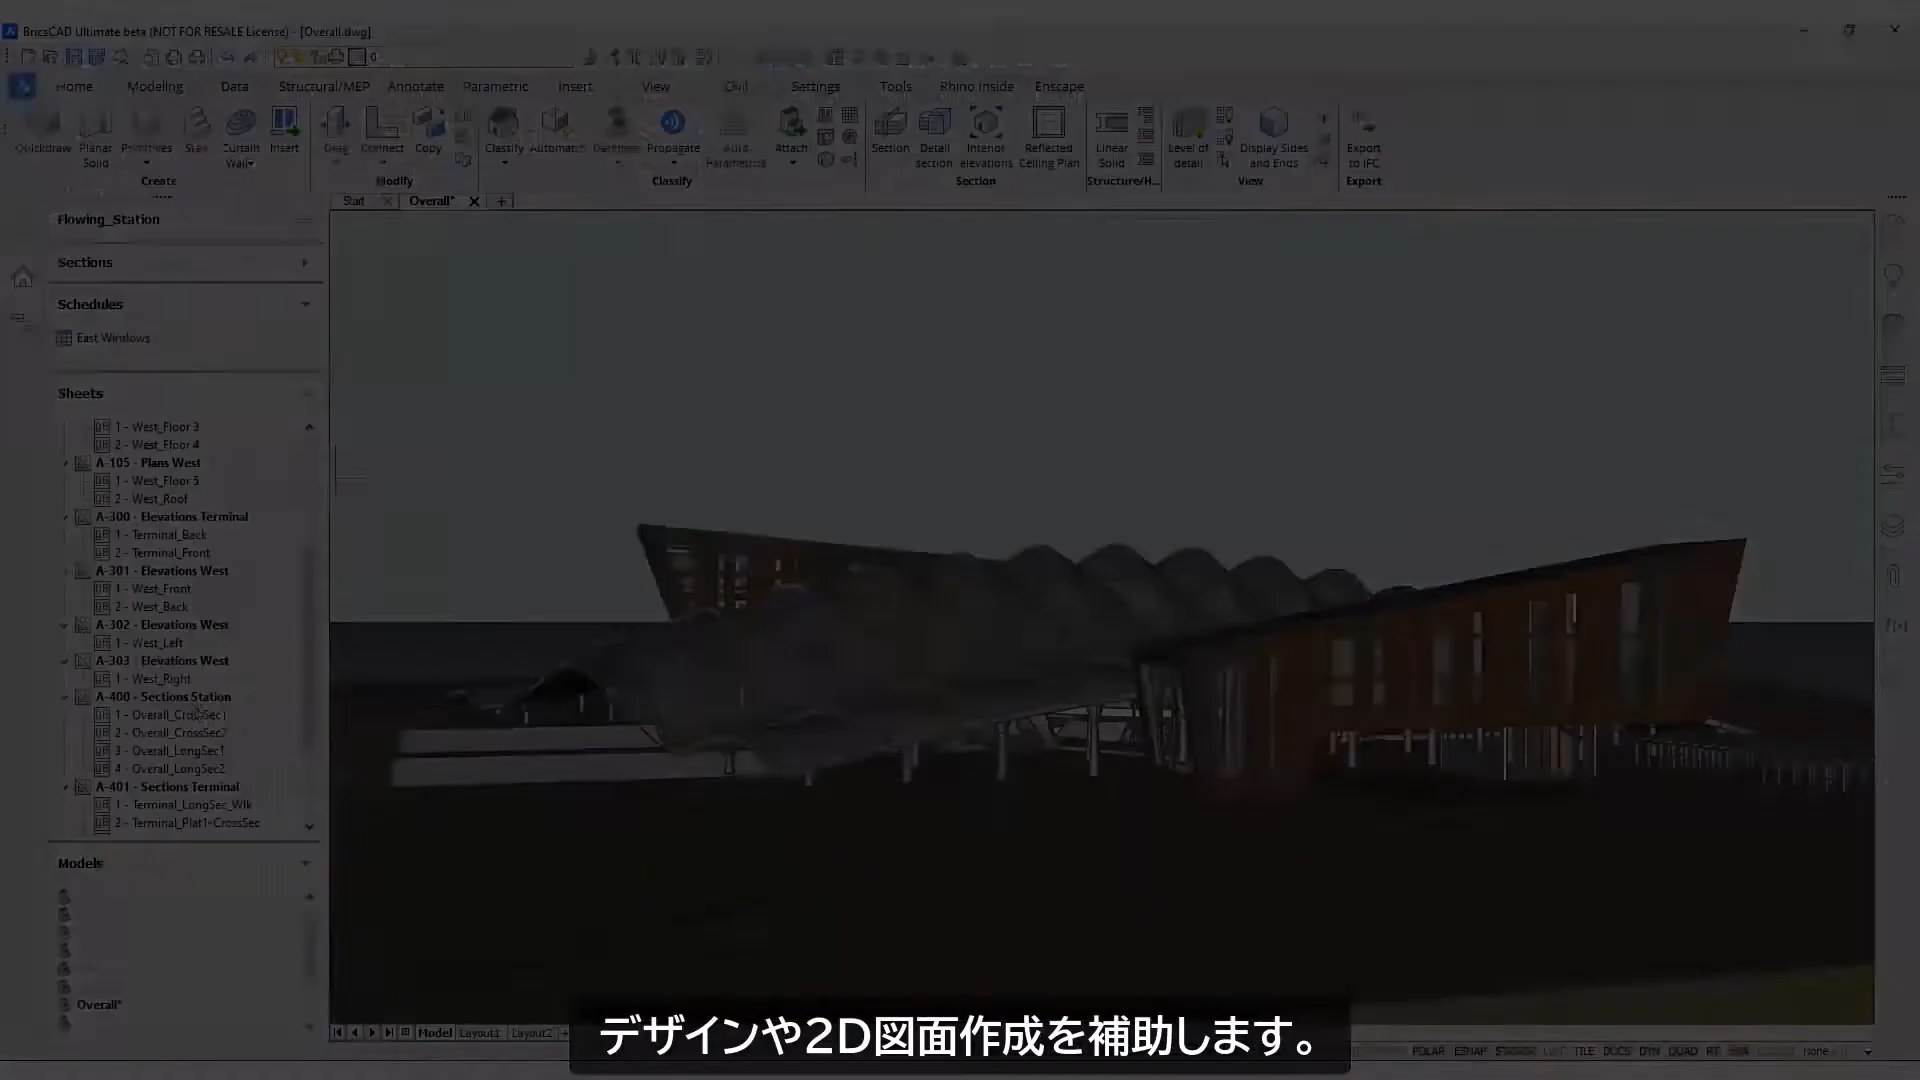 BricsCAD Ultimate beta (NOT FOR RESALE License) - [Overall.dwg]
0
Home Modeling Data Structural/MEP Annotate Parametric Insert View Civil Settings Tools Rhino Inside Enscape
Quickdraw Planar Solid Primitives Stair Curtain Wall Insert
Create
Drag Connect Copy
Modify
Classify Propagate Attach
Classify
Section Detail section Interior elevations Reflected Ceiling Plan
Section
Linear Solid
Structure/H...
Level of detail Display Sides and Ends
View
Export to IFC
Export
Start Overall* +
Flowing_Station
Sections
Schedules
East Windows
Sheets
1 - West_Floor 3
2 - West_Floor 4
A-105 - Plans West
1 - West_Floor 5
2 - West_Roof
A-300 - Elevations Terminal
1 - Terminal_Back
2 - Terminal_Front
A-301 - Elevations West
1 - West_Front
2 - West_Back
A-302 - Elevations West
1 - West_Left
A-303 - Elevations West
1 - West_Right
A-400 - Sections Station
1 - Overall_CrossSec1
2 - Overall_CrossSec2
3 - Overall_LongSec1
4 - Overall_LongSec2
A-401 - Sections Terminal
1 - Terminal_LongSec_Wlk
2 - Terminal_Plat1-CrossSec
Models
Overall*
Model Layout1 Layout2 +
デザインや2D図面作成を補助します。
POLAR ESNAP STRACK LWT TILE DUCS DYN QUAD RT None